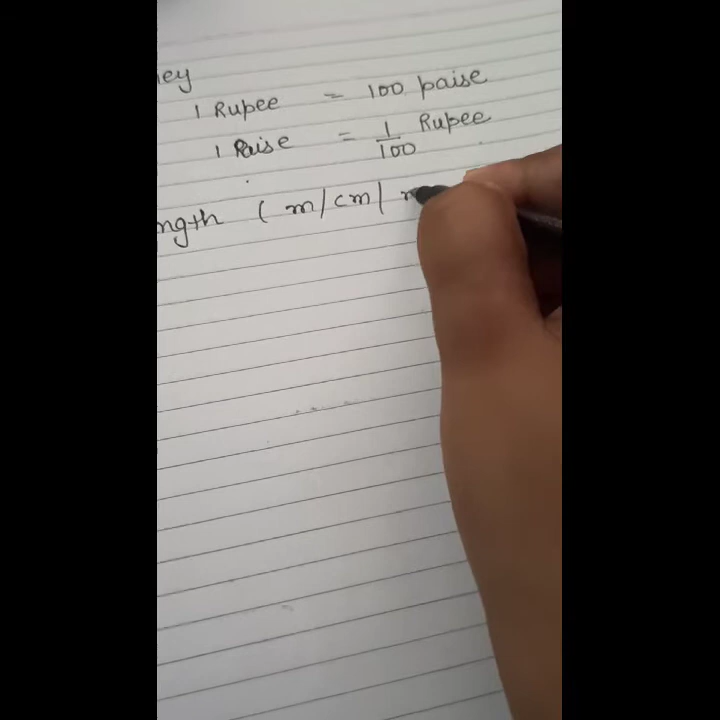 ey
1 Rupee = 100 paise
1 Paise = 1/100 Rupee
ngth ( m/cm/